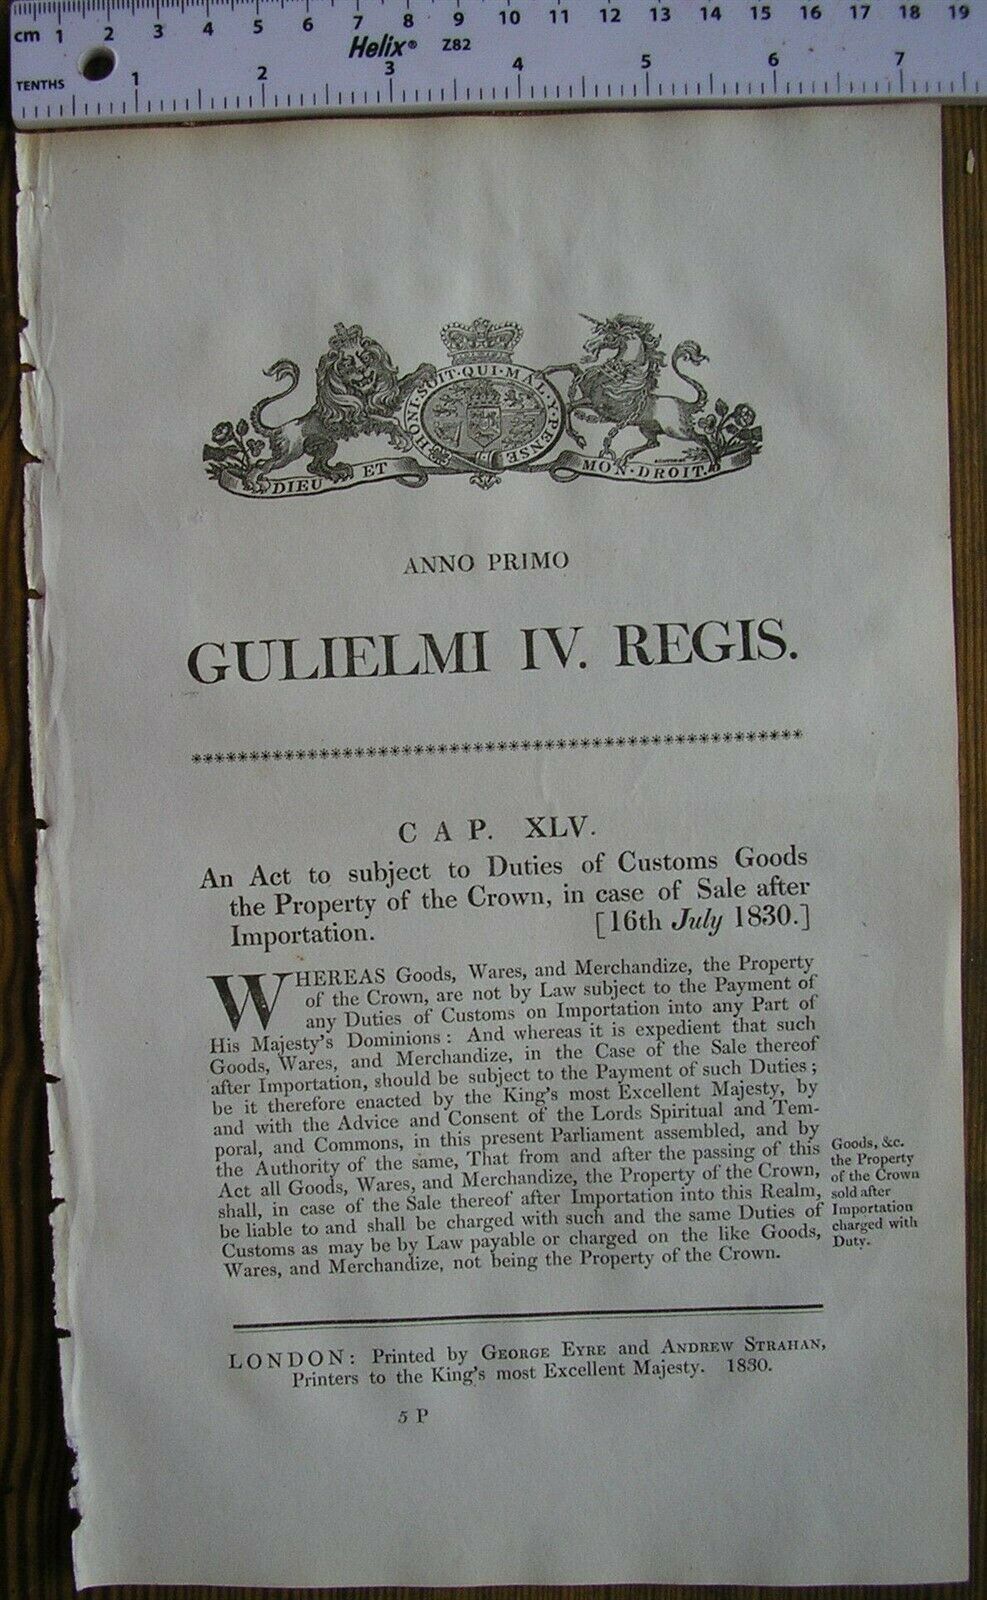 cm 1 2 3 4 5 6 7 8 9 10 11 12 13 14 15 16 17 18 19
Helix® Z82
TENTHS 1 2 3 4 5 6 7
HONI·SOIT·QUI·MAL·Y·PENSE
DIEU ET MON·DROIT.
ANNO PRIMO
GULIELMI IV. REGIS.
CAP. XLV.
An Act to subject to Duties of Customs Goods
the Property of the Crown, in case of Sale after
Importation. [16th July 1830.]
WHEREAS Goods, Wares, and Merchandize, the Property
of the Crown, are not by Law subject to the Payment of
any Duties of Customs on Importation into any Part of
His Majesty's Dominions: And whereas it is expedient that such
Goods, Wares, and Merchandize, in the Case of the Sale thereof
after Importation, should be subject to the Payment of such Duties;
be it therefore enacted by the King's most Excellent Majesty, by
and with the Advice and Consent of the Lords Spiritual and Tem-
poral, and Commons, in this present Parliament assembled, and by
the Authority of the same, That from and after the passing of this
Act all Goods, Wares, and Merchandize, the Property of the Crown,
shall, in case of the Sale thereof after Importation into this Realm,
be liable to and shall be charged with such and the same Duties of
Customs as may be by Law payable or charged on the like Goods,
Wares, and Merchandize, not being the Property of the Crown.
Goods, &c.
the Property
of the Crown
sold after
Importation
charged with
Duty.
LONDON: Printed by GEORGE EYRE and ANDREW STRAHAN,
Printers to the King's most Excellent Majesty. 1830.
5 P